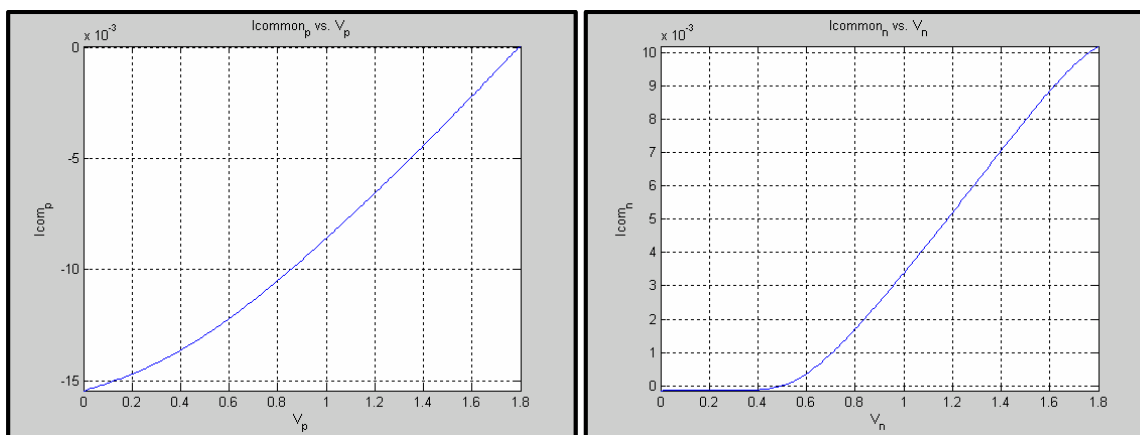 Icommon_p vs. V_p
x 10^-3
0
-5
-10
-15
Icom_p
0 0.2 0.4 0.6 0.8 1.0 1.2 1.4 1.6 1.8
V_p
Icommon_n vs. V_n
x 10^-3
10
9
8
7
6
5
4
3
2
1
0
Icom_n
0 0.2 0.4 0.6 0.8 1 1.2 1.4 1.6 1.8
V_n